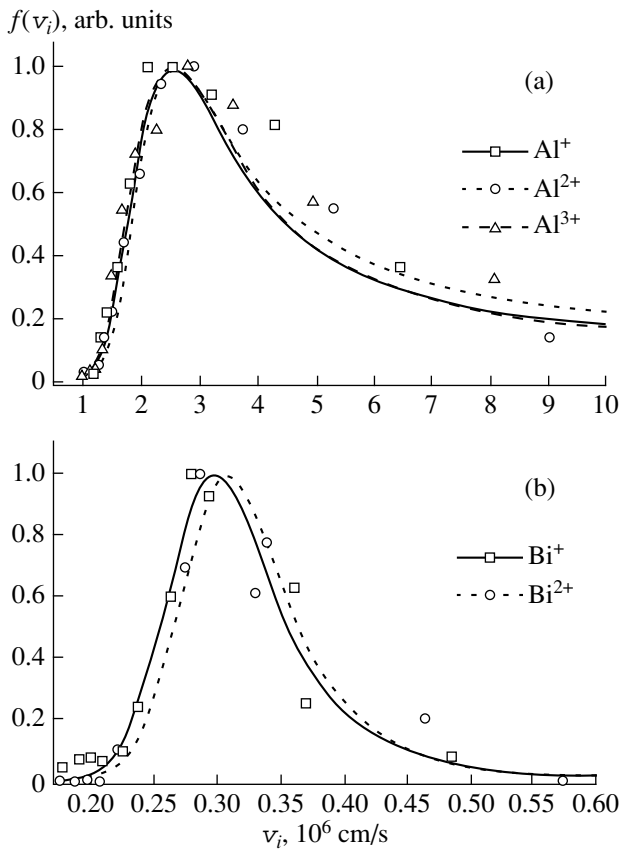 f(vᵢ), arb. units
1.0
0.8
0.6
0.4
0.2
0
(a)
Al⁺
Al²⁺
Al³⁺
1 2 3 4 5 6 7 8 9 10
1.0
0.8
0.6
0.4
0.2
0
(b)
Bi⁺
Bi²⁺
0.20 0.25 0.30 0.35 0.40 0.45 0.50 0.55 0.60
vᵢ, 10⁶ cm/s